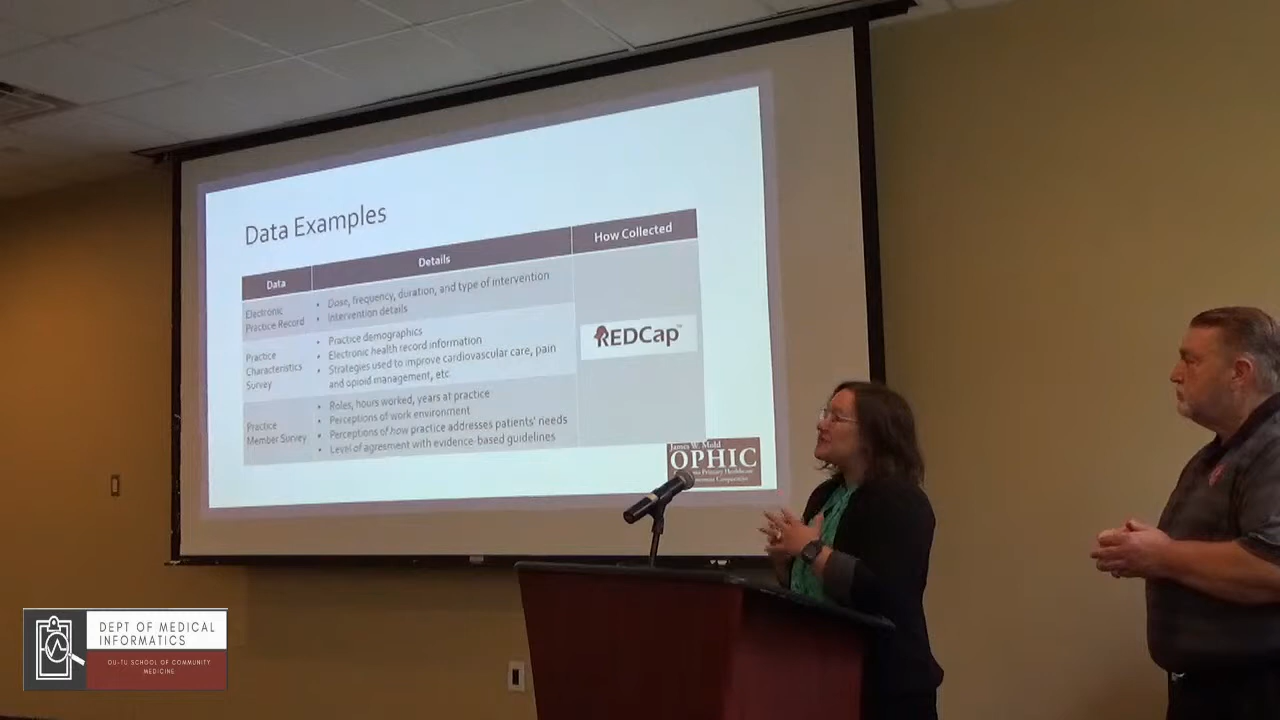 Data Examples
Data
Details
How Collected
Electronic
Practice Record
• Dose, frequency, duration, and type of intervention
• Intervention details
Practice
Characteristics
Survey
• Practice demographics
• Electronic health record information
• Strategies used to improve cardiovascular care, pain
and opioid management, etc
Practice
Member Survey
• Roles, hours worked, years at practice
• Perceptions of work environment
• Perceptions of how practice addresses patients' needs
• Level of agreement with evidence-based guidelines
REDCap
James W. Mold
OPHIC
Primary Healthcare
Cooperative
DEPT OF MEDICAL
INFORMATICS
OU-TU SCHOOL OF COMMUNITY
MEDICINE